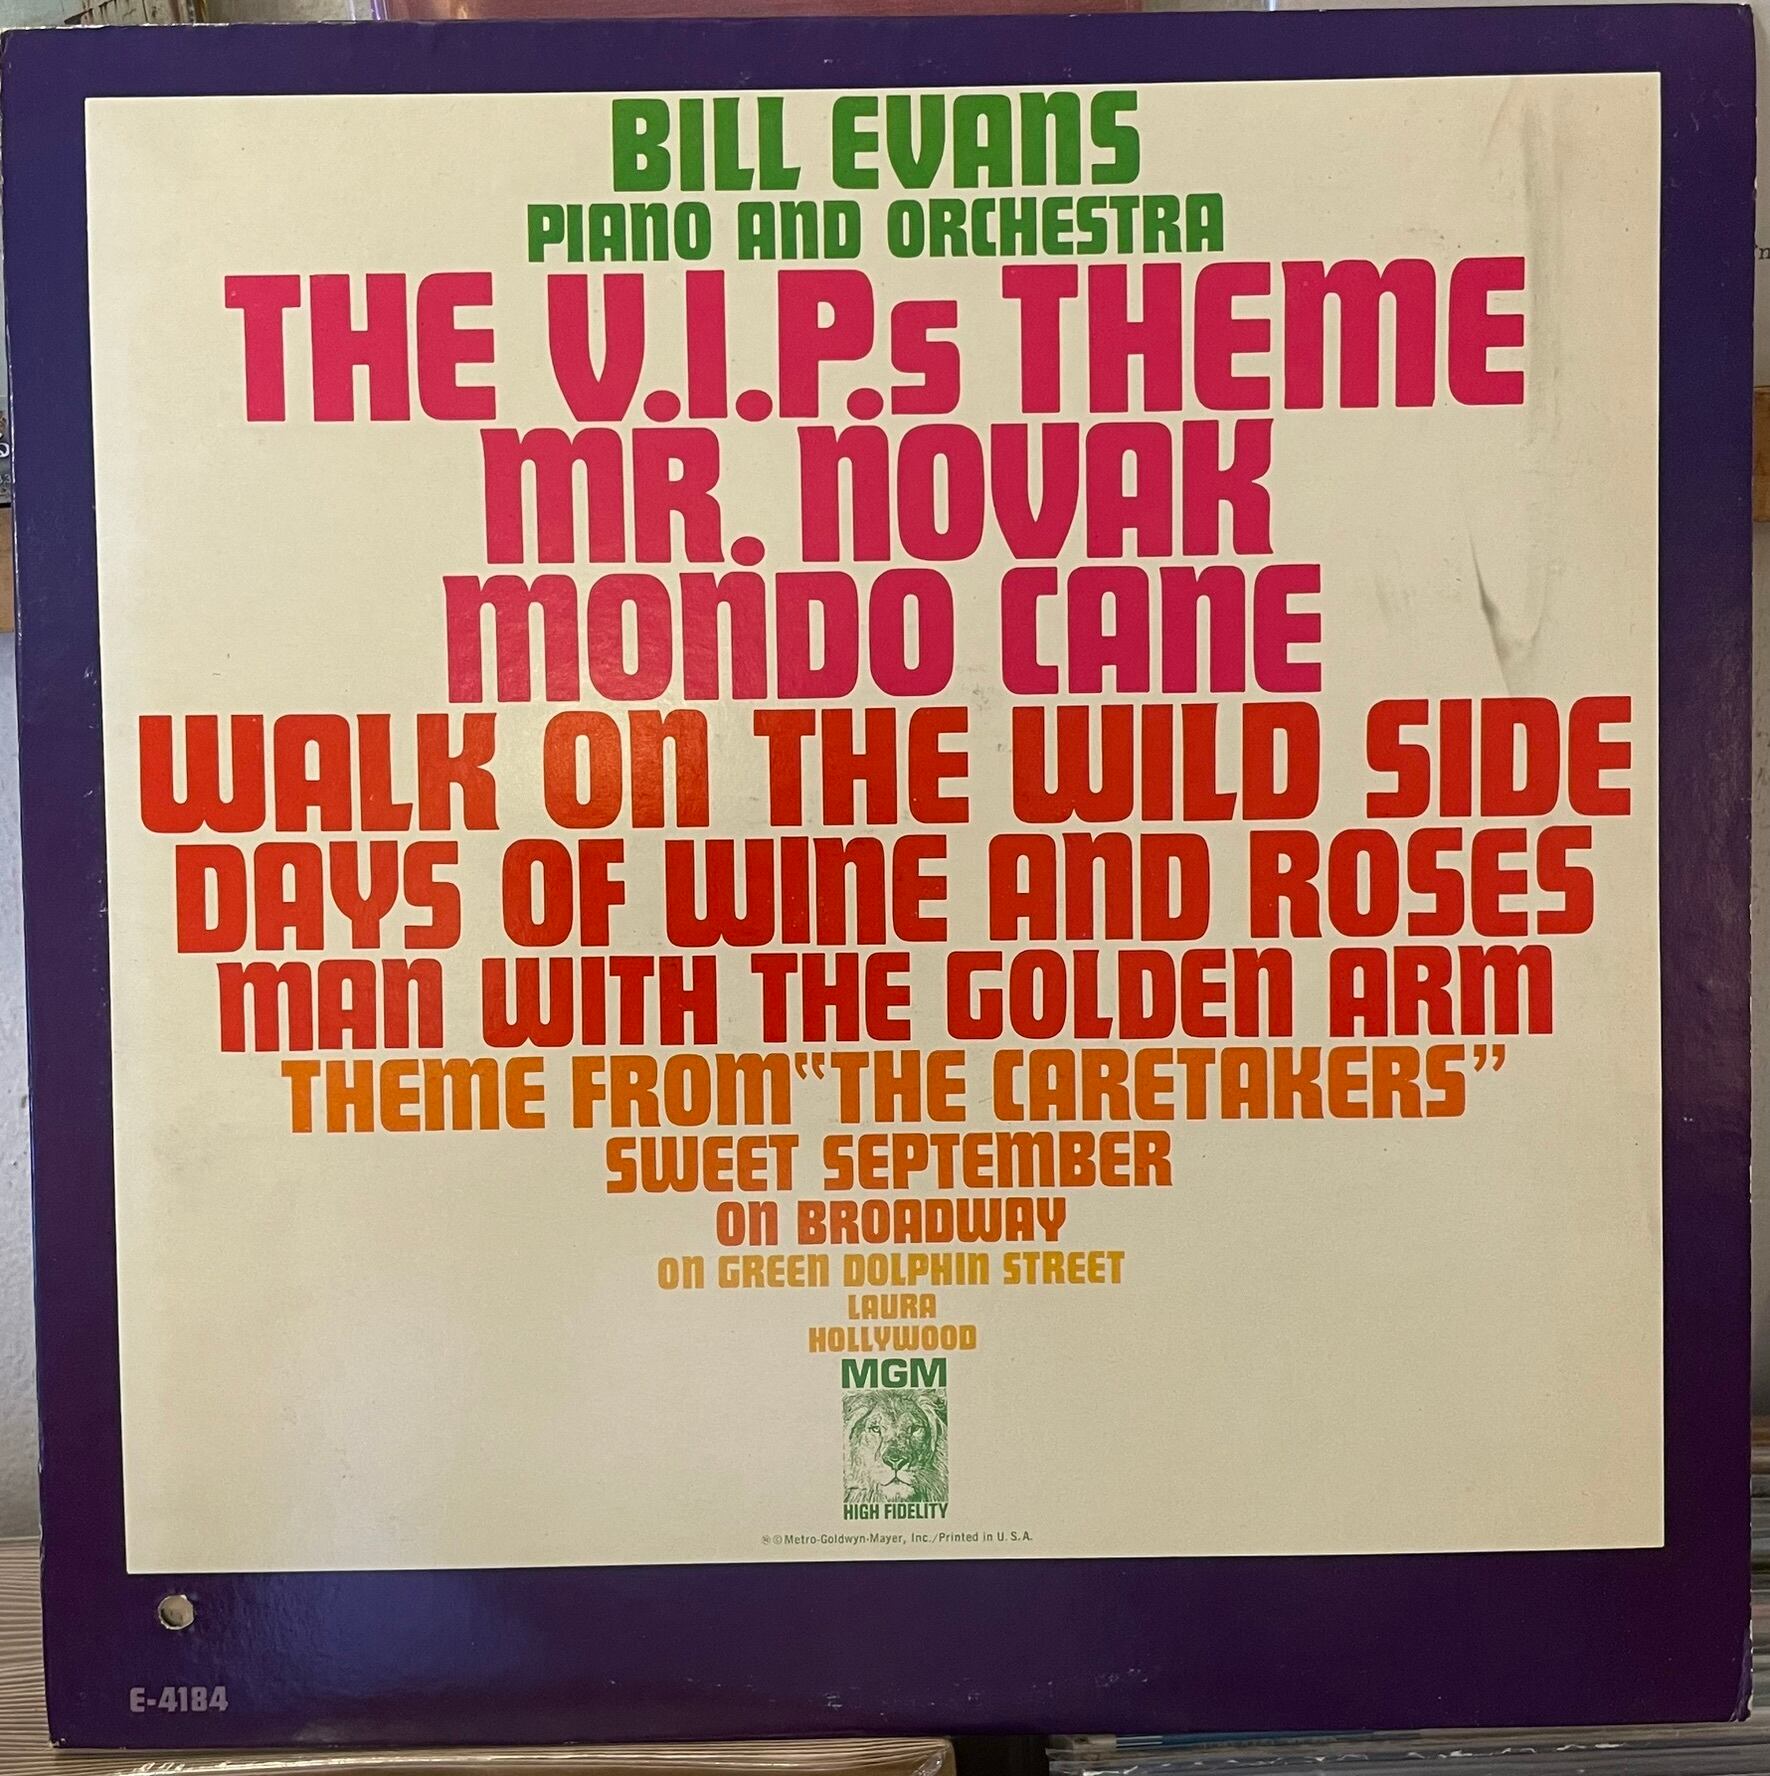 BILL EVANS
PIANO AND ORCHESTRA
THE V.I.P.s THEME
MR. NOVAK
MONDO CANE
WALK ON THE WILD SIDE
DAYS OF WINE AND ROSES
MAN WITH THE GOLDEN ARM
THEME FROM “THE CARETAKERS”
SWEET SEPTEMBER
ON BROADWAY
ON GREEN DOLPHIN STREET
LAURA
HOLLYWOOD
MGM
HIGH FIDELITY
©Metro-Goldwyn-Mayer, Inc./Printed in U.S.A.
E-4184